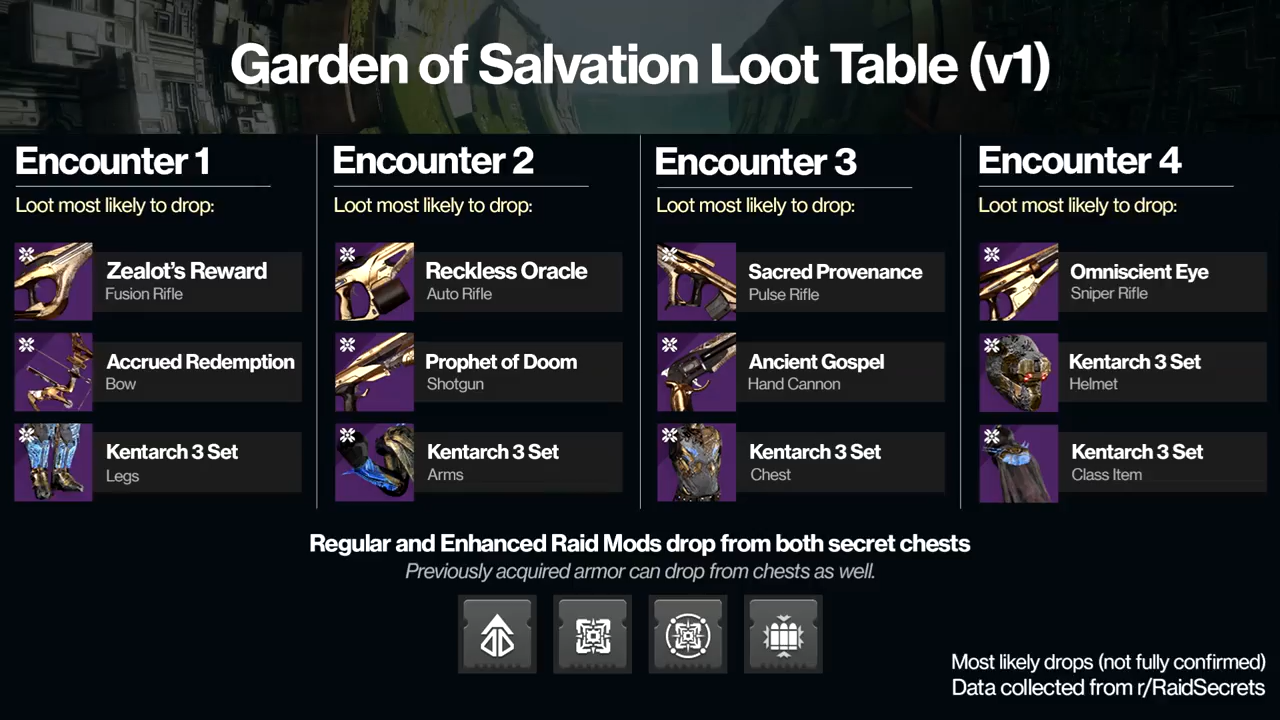 Garden of Salvation Loot Table (v1)
Encounter 1
Loot most likely to drop:
Zealot's Reward
Fusion Rifle
Accrued Redemption
Bow
Kentarch 3 Set
Legs
Encounter 2
Loot most likely to drop:
Reckless Oracle
Auto Rifle
Prophet of Doom
Shotgun
Kentarch 3 Set
Arms
Encounter 3
Loot most likely to drop:
Sacred Provenance
Pulse Rifle
Ancient Gospel
Hand Cannon
Kentarch 3 Set
Chest
Encounter 4
Loot most likely to drop:
Omniscient Eye
Sniper Rifle
Kentarch 3 Set
Helmet
Kentarch 3 Set
Class Item
Regular and Enhanced Raid Mods drop from both secret chests
Previously acquired armor can drop from chests as well.
Most likely drops (not fully confirmed)
Data collected from r/RaidSecrets